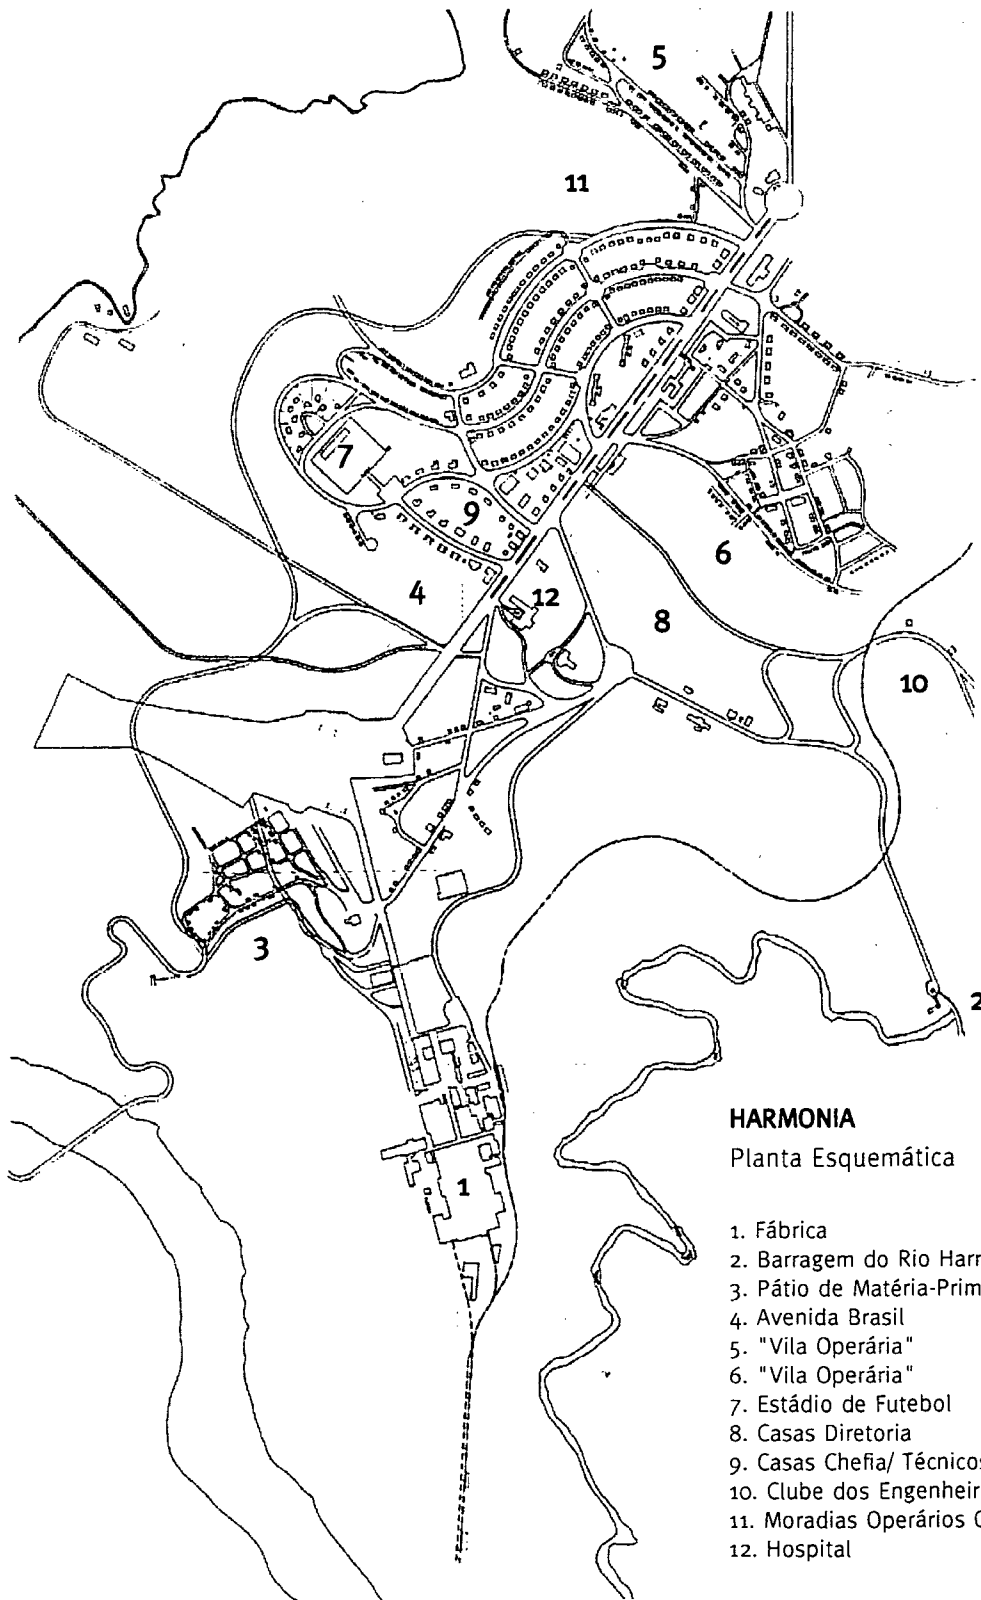 5
11
7
9
6
4
12
8
10
3
2
1
HARMONIA
Planta Esquemática
1. Fábrica
2. Barragem do Rio Harr
3. Pátio de Matéria-Prim
4. Avenida Brasil
5. "Vila Operária"
6. "Vila Operária"
7. Estádio de Futebol
8. Casas Diretoria
9. Casas Chefia/ Técnicos
10. Clube dos Engenheir
11. Moradias Operários
12. Hospital